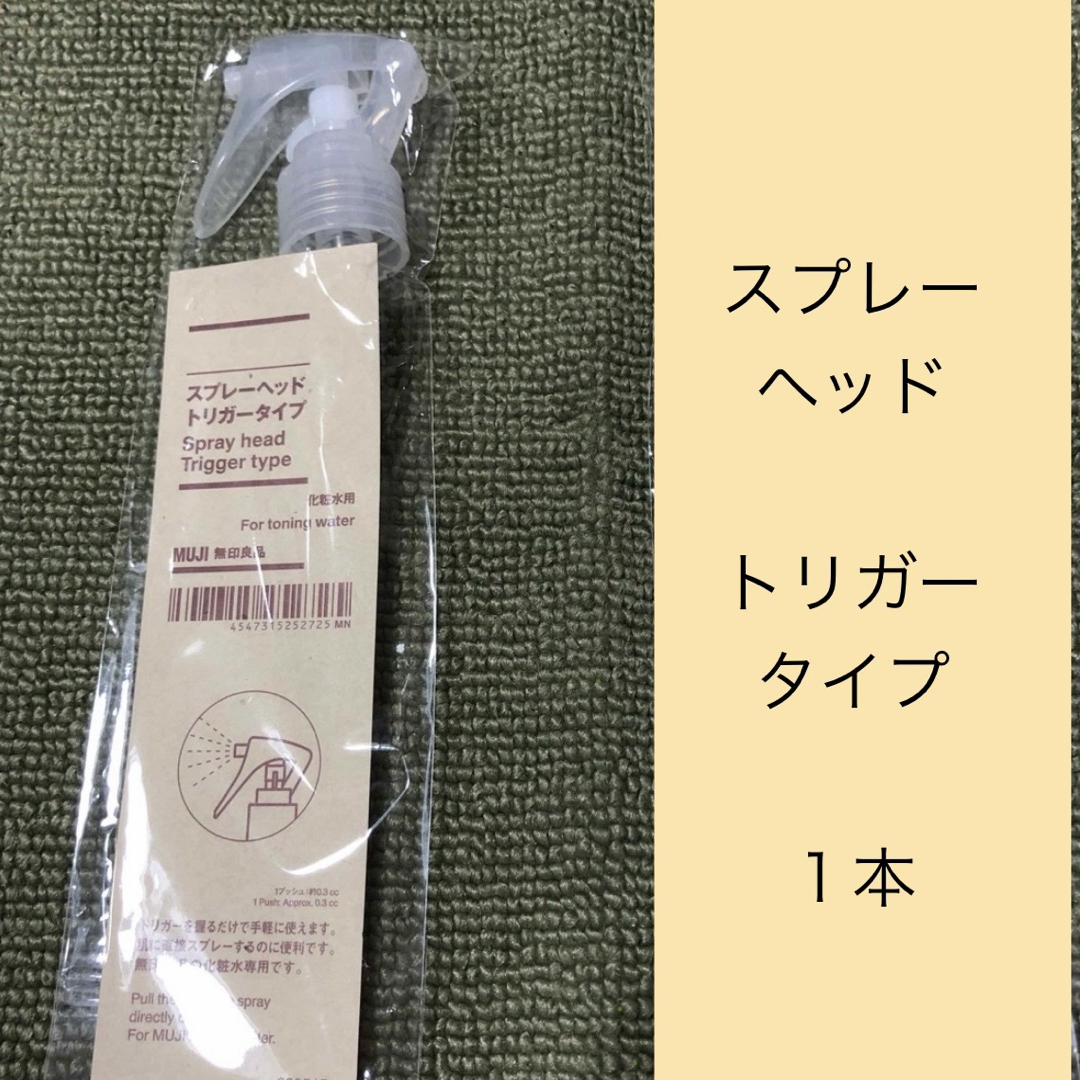 スプレーヘッド
トリガータイプ
Spray head
Trigger type
化粧水用
For toning water
MUJI 無印良品
4547315252725 MN
1プッシュ:約0.3 cc
1 Push: Approx. 0.3 cc
トリガーを握るだけで手軽に使えます。
肌に直接スプレーするのに便利です。
の化粧水専用です。
Pull spray
directly
For MUJI
スプレー
ヘッド
トリガー
タイプ
1本